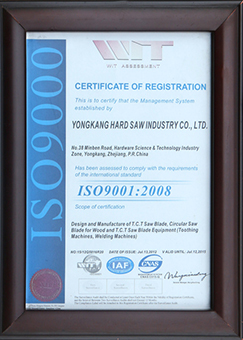 ISO9000
WIT
WIT ASSESSMENT
CERTIFICATE OF REGISTRATION
This is to certify that the Management System
established by
YONGKANG HARD SAW INDUSTRY CO., LTD.
No.38 Minben Road, Hardware Science & Technology Industry
Zone, Yongkang, Zhejiang, P.R.China
Has been assessed to comply with the requirements
of the international standard
ISO9001:2008
Scope of certification
Design and Manufacture of T.C.T Saw Blade, Circular Saw
Blade for Wood and T.C.T Saw Blade Equipment (Toothing
Machines, Welding Machines)
IAF
CNAS